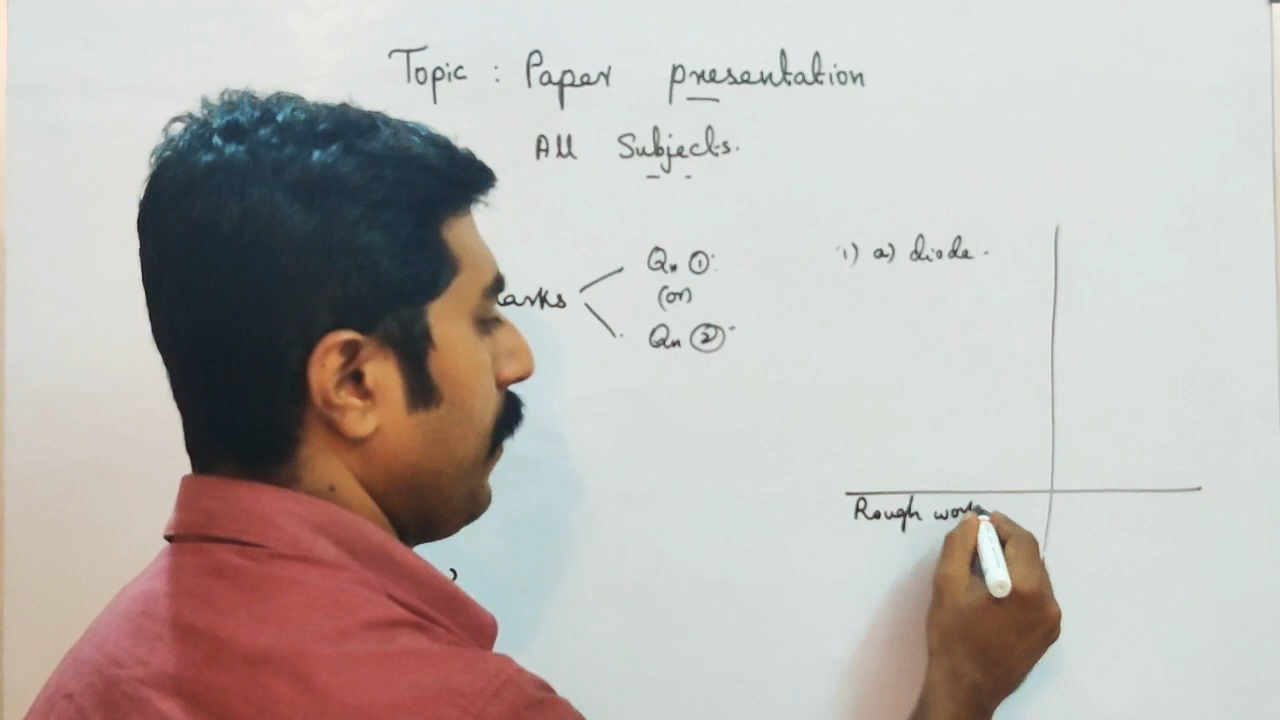 Topic : Paper presentation
All Subjects.
Qn ①:
(or)
Qn ②
1) a) diode.
Rough work